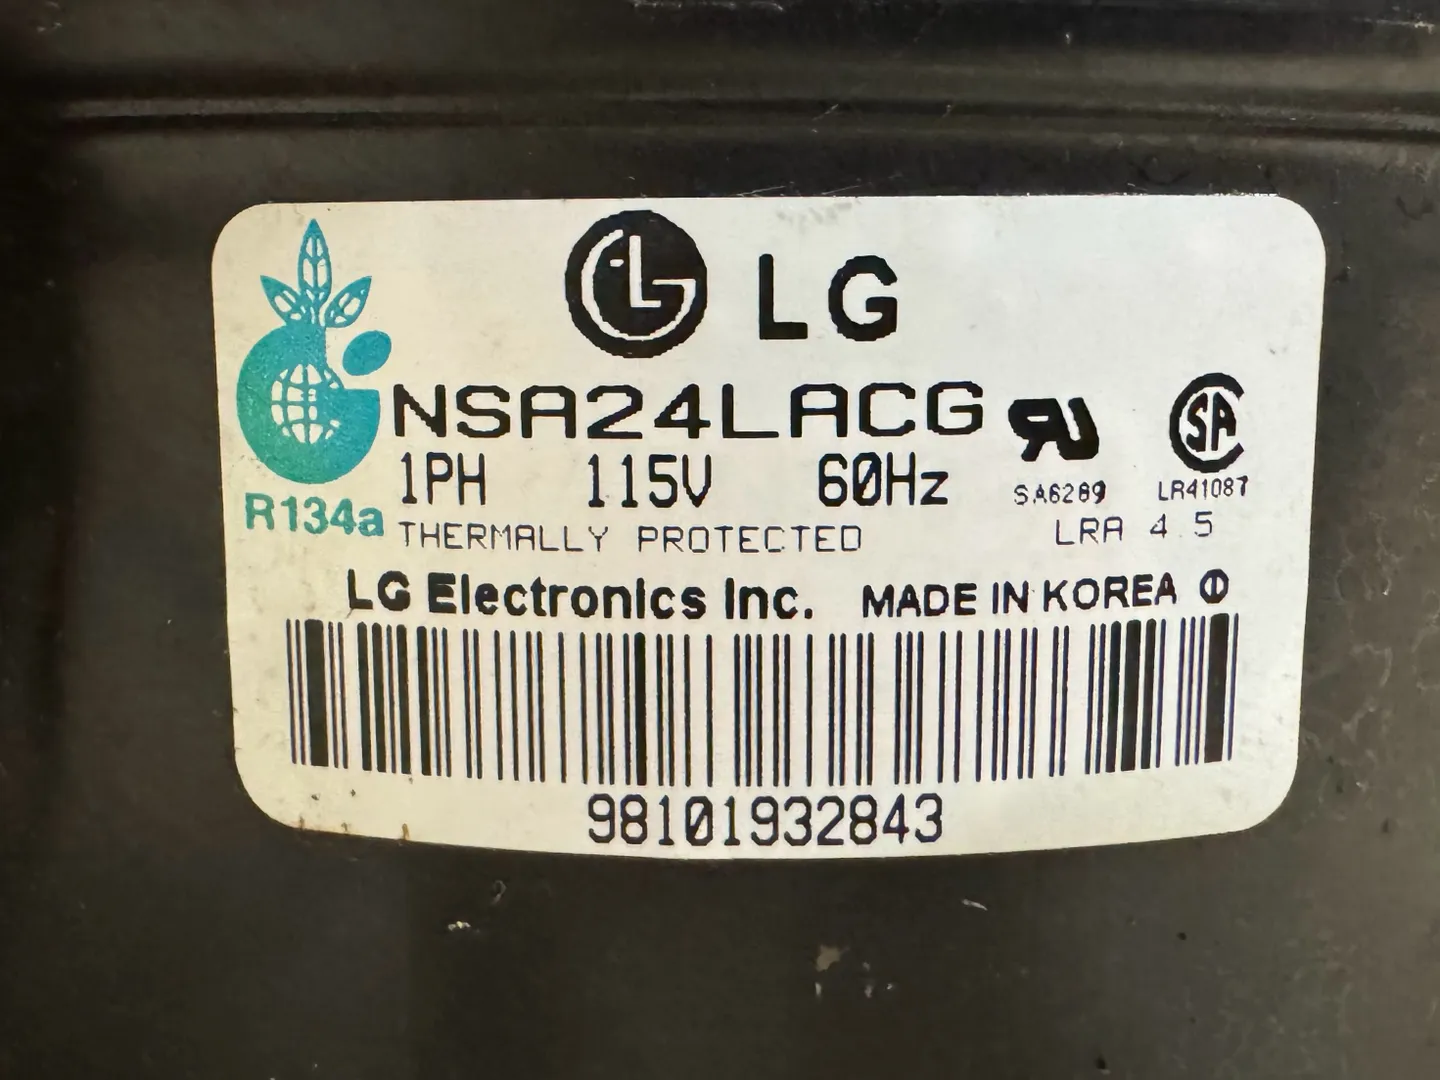 LG
NSA24LACG
1PH 115V 60Hz
SA6289 LR41087
R134a
THERMALLY PROTECTED LRA 4.5
LG Electronics Inc. MADE IN KOREA
98101932843